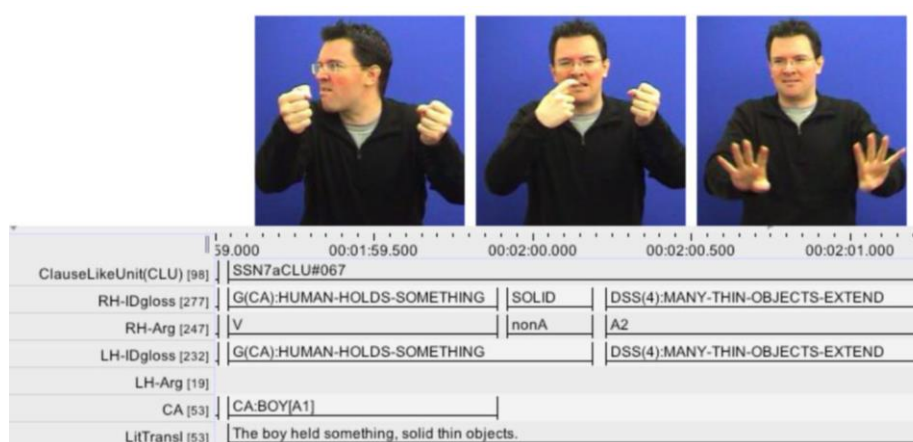 59.000 00:01:59.500 00:02:00.000 00:02:00.500 00:02:01.000
ClauseLikeUnit(CLU) [98] SSN7aCLU#067
RH-IDgloss [277] G(CA):HUMAN-HOLDS-SOMETHING SOLID DSS(4):MANY-THIN-OBJECTS-EXTEND
RH-Arg [247] V nonA A2
LH-IDgloss [232] G(CA):HUMAN-HOLDS-SOMETHING DSS(4):MANY-THIN-OBJECTS-EXTEND
LH-Arg [19]
CA [53] CA:BOY[A1]
LitTransl [53] The boy held something, solid thin objects.